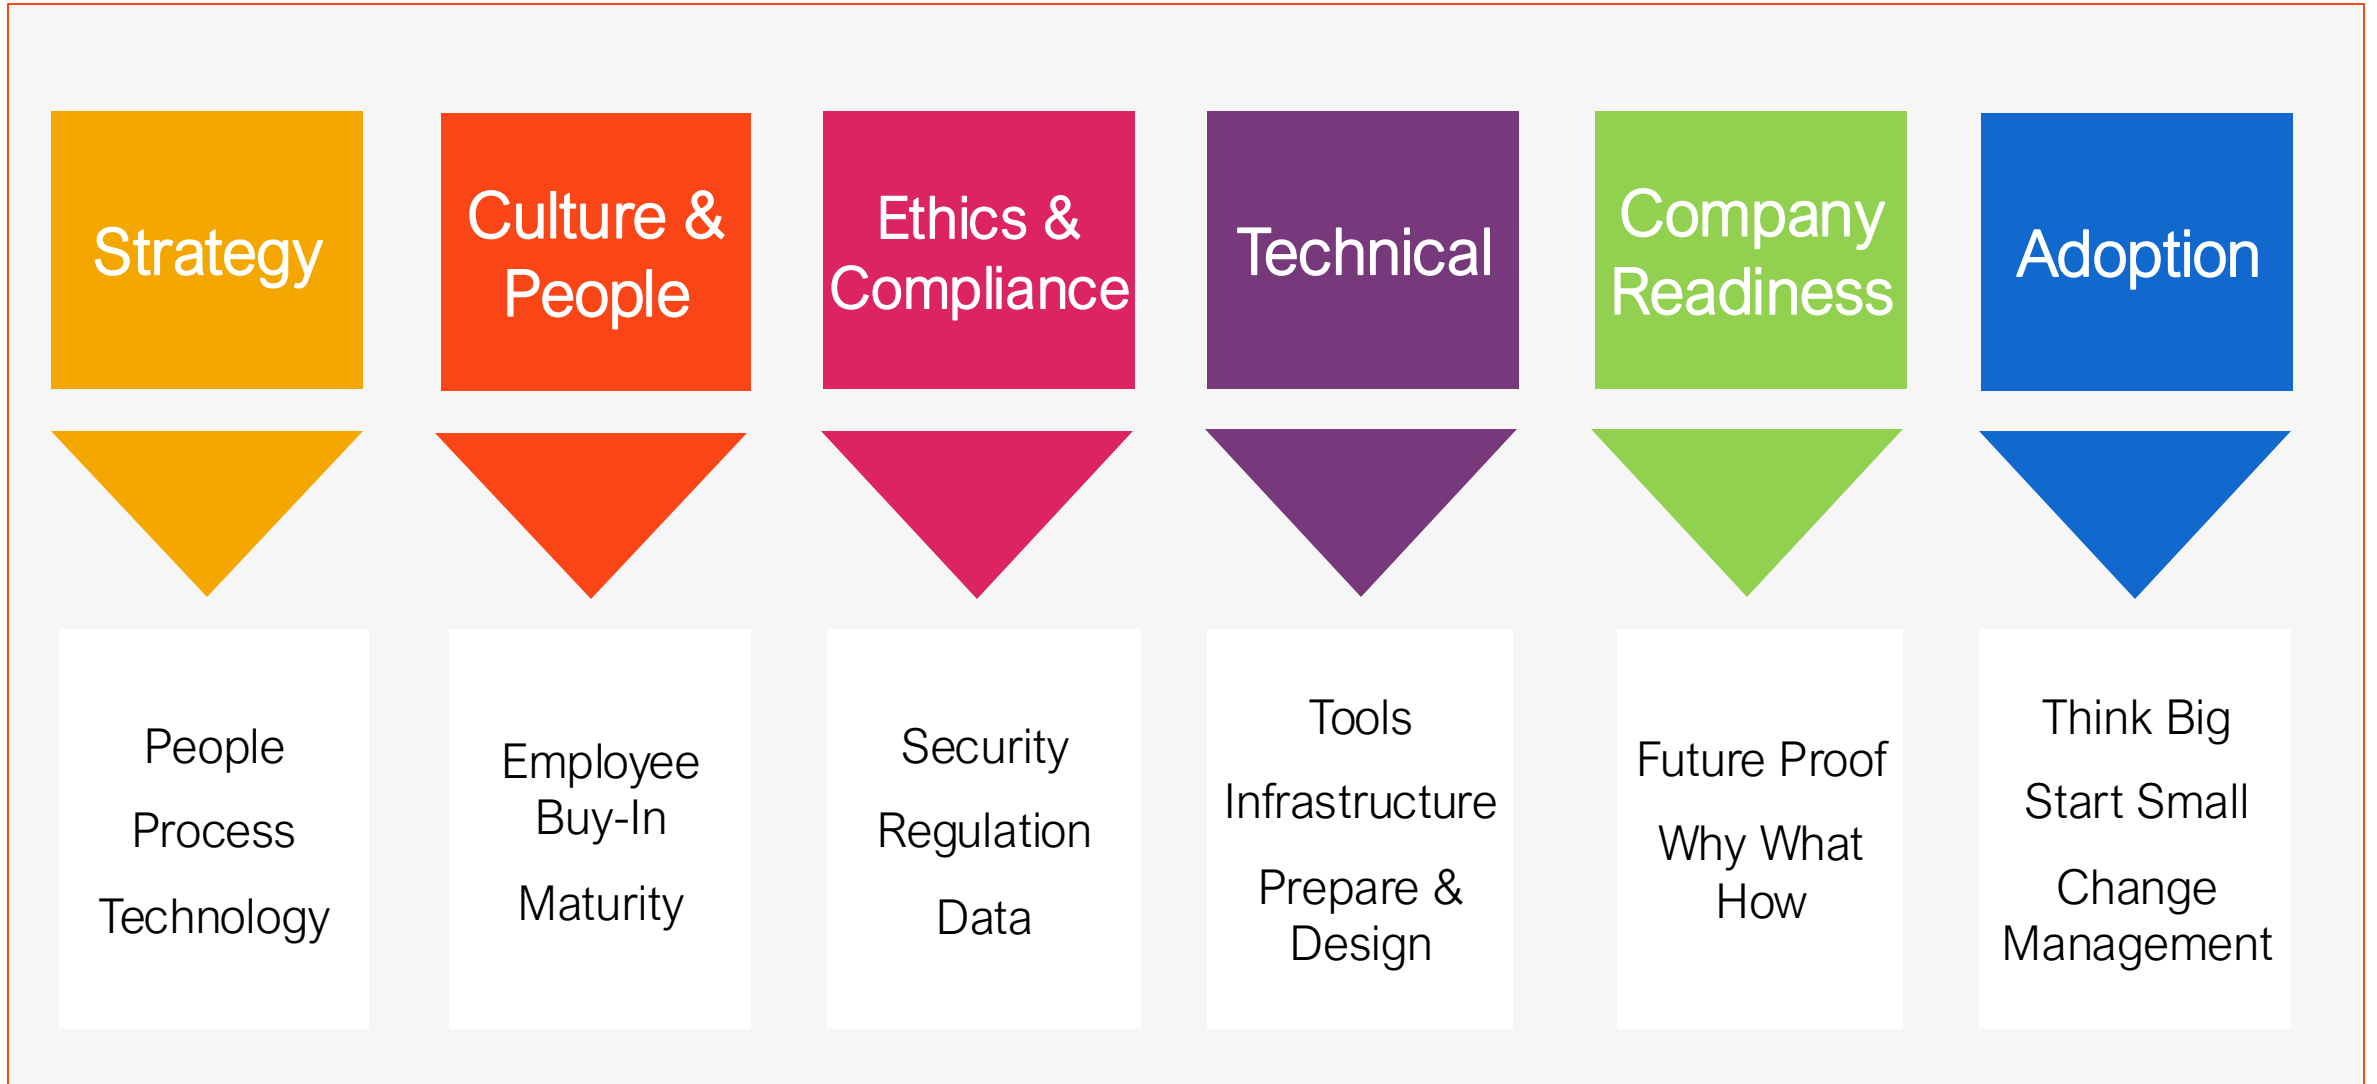 Strategy
Culture &
People
Ethics &
Compliance
Technical
Company
Readiness
Adoption
People
Process
Technology
Employee
Buy-In
Maturity
Security
Regulation
Data
Tools
Infrastructure
Prepare &
Design
Future Proof
Why What
How
Think Big
Start Small
Change
Management